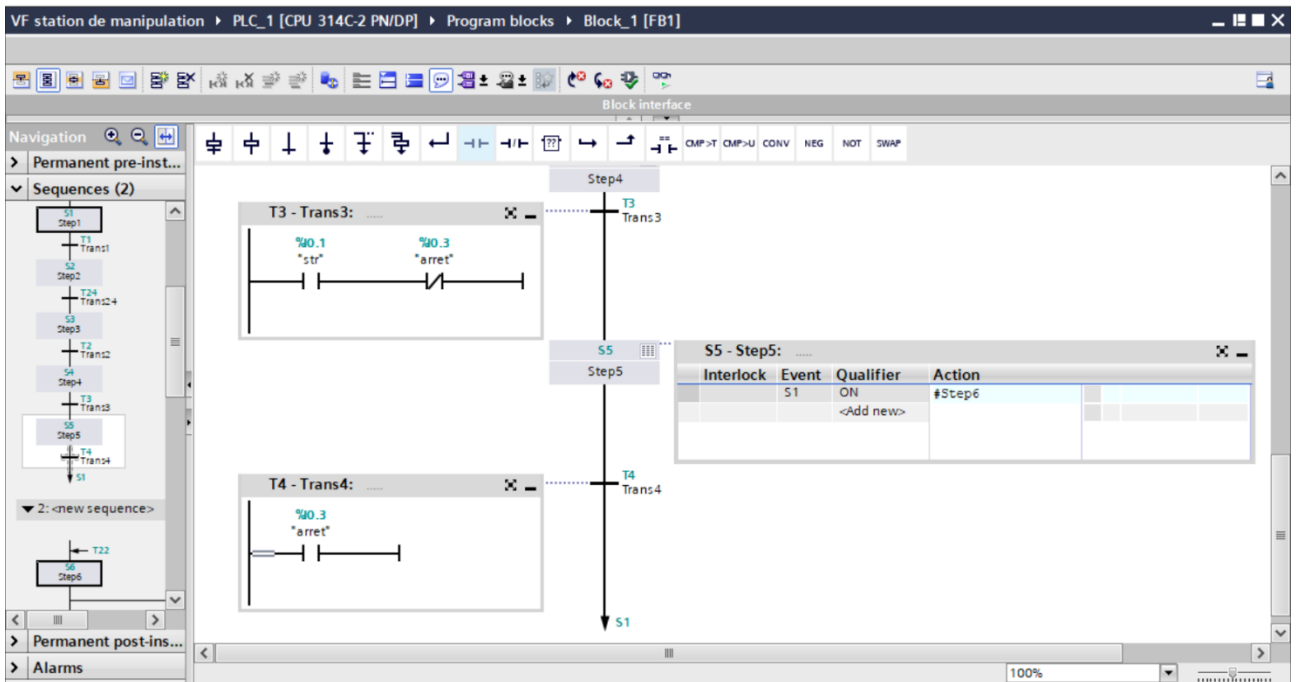 VF station de manipulation ▸ PLC_1 [CPU 314C-2 PN/DP] ▸ Program blocks ▸ Block_1 [FB1]
Block interface
Navigation
CMP>T CMP>U CONV NEG NOT SWAP
Permanent pre-inst...
Sequences (2)
S1
Step1
T1
Trans1
S2
Step2
T24
Trans24
S3
Step3
T2
Trans2
S4
Step4
T3
Trans3
S5
Step5
T4
Trans4
S1
2: <new sequence>
T22
S6
Step6
Permanent post-ins...
Alarms
Step4
T3
Trans3
T3 - Trans3: .....
%I0.1 %I0.3
"str" "arret"
S5
Step5
S5 - Step5: .....
Interlock Event Qualifier Action
S1 ON #Step6
<Add new>
T4
Trans4
T4 - Trans4: .....
%I0.3
"arret"
S1
100%